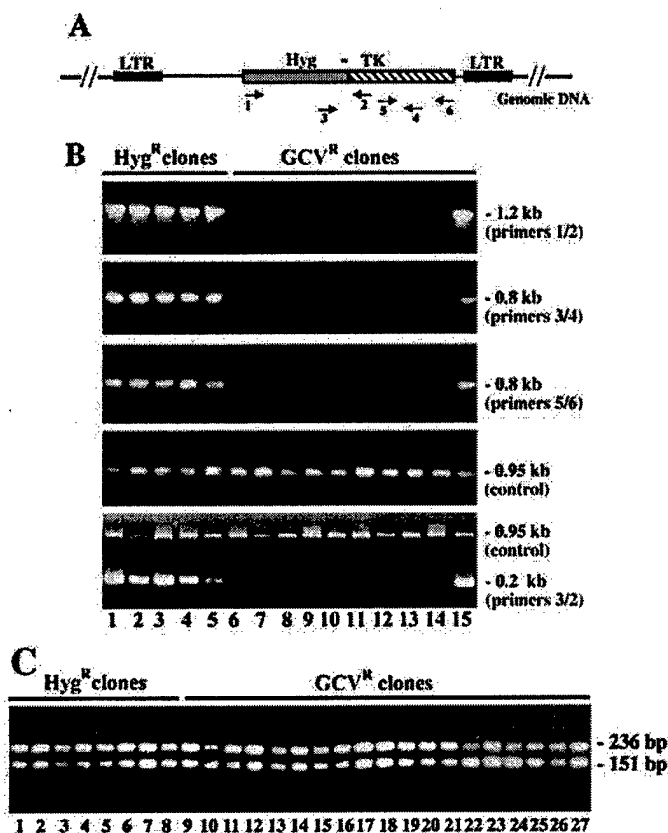 A
LTR Hyg - TK LTR
1 3 2 5 4 6 Genomic DNA
B
Hyg^R clones GCV^R clones
- 1.2 kb
(primers 1/2)
- 0.8 kb
(primers 3/4)
- 0.8 kb
(primers 5/6)
- 0.95 kb
(control)
- 0.95 kb
(control)
- 0.2 kb
(primers 3/2)
1 2 3 4 5 6 7 8 9 10 11 12 13 14 15
C
Hyg^R clones GCV^R clones
- 236 bp
- 151 bp
1 2 3 4 5 6 7 8 9 10 11 12 13 14 15 16 17 18 19 20 21 22 23 24 25 26 27